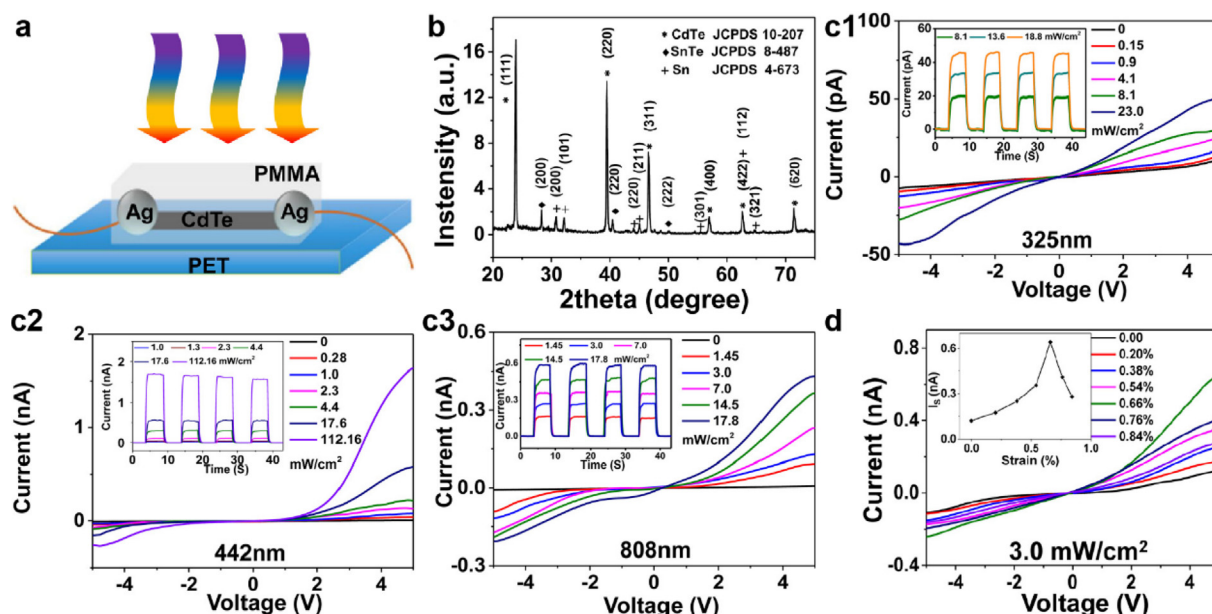 a
PMMA
Ag
CdTe
Ag
PET
b
Instensity (a.u.)
16
12
8
4
0
20 30 40 50 60 70
2theta (degree)
* CdTe JCPDS 10-207
◆ SnTe JCPDS 8-487
+ Sn JCPDS 4-673
(111)
(200)
(200)
(101)
(220)
(220)
(220)
(211)
(311)
(222)
(301)
(400)
(422)
(112)
(321)
(620)
c1
Current (pA)
100
50
0
-50
-4 -2 0 2 4
Voltage (V)
325nm
0
0.15
0.9
4.1
8.1
23.0
mW/cm²
8.1 13.6 18.8 mW/cm²
Current (pA)
60
40
20
0
0 10 20 30 40
Time (S)
c2
Current (nA)
2
1
0
-4 -2 0 2 4
Voltage (V)
442nm
0
0.28
1.0
2.3
4.4
17.6
112.16
mW/cm²
1.0 1.3 2.3 4.4
17.6 112.16 mW/cm²
Current (nA)
2
1
0
0 10 20 30 40
Time (S)
c3
Current (nA)
0.6
0.3
0.0
-0.3
-4 -2 0 2 4
Voltage (V)
808nm
0
1.45
3.0
7.0
14.5
17.8
mW/cm²
1.45 3.0 7.0
14.5 17.8 mW/cm²
Current (nA)
0.6
0.3
0.0
0 10 20 30 40
Time (S)
d
Current (nA)
0.8
0.4
0.0
-0.4
-4 -2 0 2 4
Voltage (V)
3.0 mW/cm²
0.00
0.20%
0.38%
0.54%
0.66%
0.76%
0.84%
Is (nA)
0.6
0.3
0.0
0.0 0.5 1.0
Strain (%)